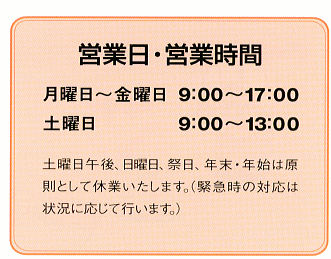 営業日・営業時間
月曜日～金曜日 9:00～17:00
土曜日 9:00～13:00
土曜日午後、日曜日、祭日、年末・年始は原
則として休業いたします。（緊急時の対応は
状況に応じて行います。）